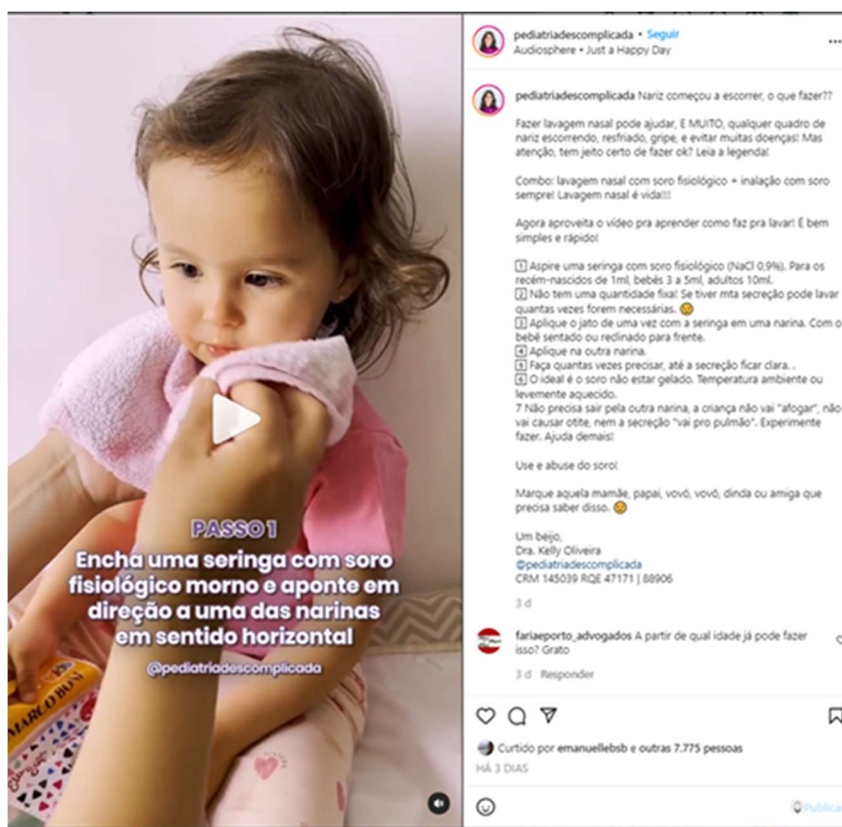 PASSO 1
Encha uma seringa com soro
fisiológico morno e aponte em
direção a uma das narinas
em sentido horizontal
@pediatriadescomplicada
MARCO BONI
pediatriadescomplicada • Seguir
Audiosphere • Just a Happy Day
pediatriadescomplicada Nariz começou a escorrer, o que fazer??
Fazer lavagem nasal pode ajudar, E MUITO, qualquer quadro de
nariz escorrendo, resfriado, gripe, e evitar muitas doenças! Mas
atenção, tem jeito certo de fazer ok? Leia a legenda!
Combo: lavagem nasal com soro fisiológico + inalação com soro
sempre! Lavagem nasal é vida!!!
Agora aproveita o vídeo pra aprender como faz pra lavar! É bem
simples e rápido!
1 Aspire uma seringa com soro fisiológico (NaCl 0,9%). Para os
recém-nascidos de 1ml, bebês 3 a 5ml, adultos 10ml.
2 Não tem uma quantidade fixa! Se tiver mta secreção pode lavar
quantas vezes forem necessárias. 😉
3 Aplique o jato de uma vez com a seringa em uma narina. Com o
bebê sentado ou reclinado para frente.
4 Aplique na outra narina.
5 Faça quantas vezes precisar, até a secreção ficar clara. .
6 O ideal é o soro não estar gelado. Temperatura ambiente ou
levemente aquecido.
7 Não precisa sair pela outra narina, a criança não vai "afogar", não
vai causar otite, nem a secreção "vai pro pulmão". Experimente
fazer. Ajuda demais!
Use e abuse do soro!
Marque aquela mamãe, papai, vovó, vovô, dinda ou amiga que
precisa saber disso. 😉
Um beijo,
Dra. Kelly Oliveira
@pediatriadescomplicada
CRM 145039 RQE 47171 | 88906
3 d
fariaeporto_advogados A partir de qual idade já pode fazer
isso? Grato
3 d Responder
Curtido por emanuellebsb e outras 7.775 pessoas
HÁ 3 DIAS
Publicar